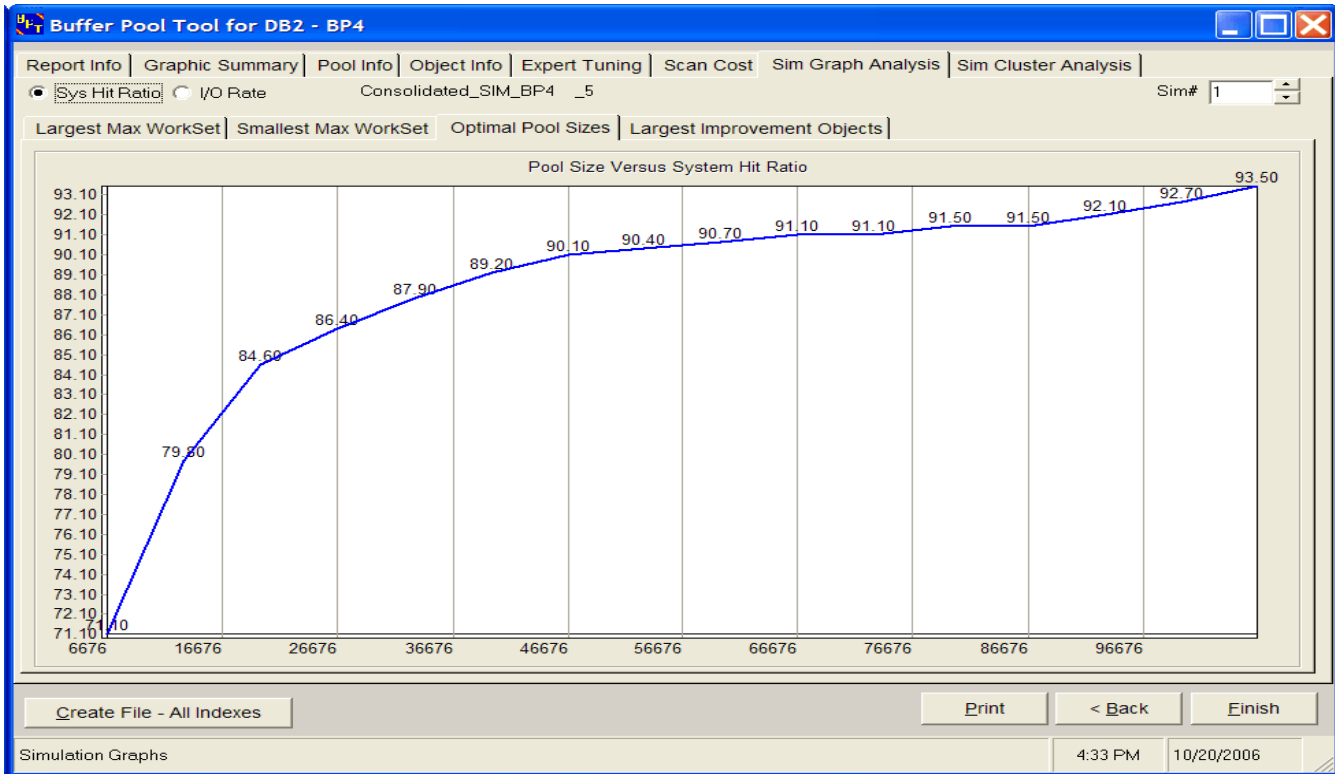 BPT Buffer Pool Tool for DB2 - BP4
Report Info Graphic Summary Pool Info Object Info Expert Tuning Scan Cost Sim Graph Analysis Sim Cluster Analysis
Sys Hit Ratio I/O Rate Consolidated_SIM_BP4 _5 Sim# 1
Largest Max WorkSet Smallest Max WorkSet Optimal Pool Sizes Largest Improvement Objects
Pool Size Versus System Hit Ratio
93.10
92.10
91.10
90.10
89.10
88.10
87.10
86.10
85.10
84.10
83.10
82.10
81.10
80.10
79.10
78.10
77.10
76.10
75.10
74.10
73.10
72.10
71.10
71.10 79.80 84.60 86.40 87.90 89.20 90.10 90.40 90.70 91.10 91.10 91.50 91.50 92.10 92.70 93.50
6676 16676 26676 36676 46676 56676 66676 76676 86676 96676
Create File - All Indexes Print < Back Finish
Simulation Graphs 4:33 PM 10/20/2006